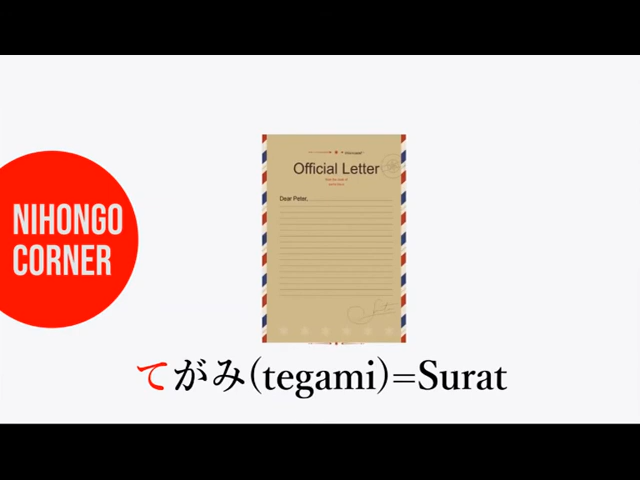 NIHONGO
CORNER
Official Letter
Dear Peter,
てがみ(tegami)=Surat